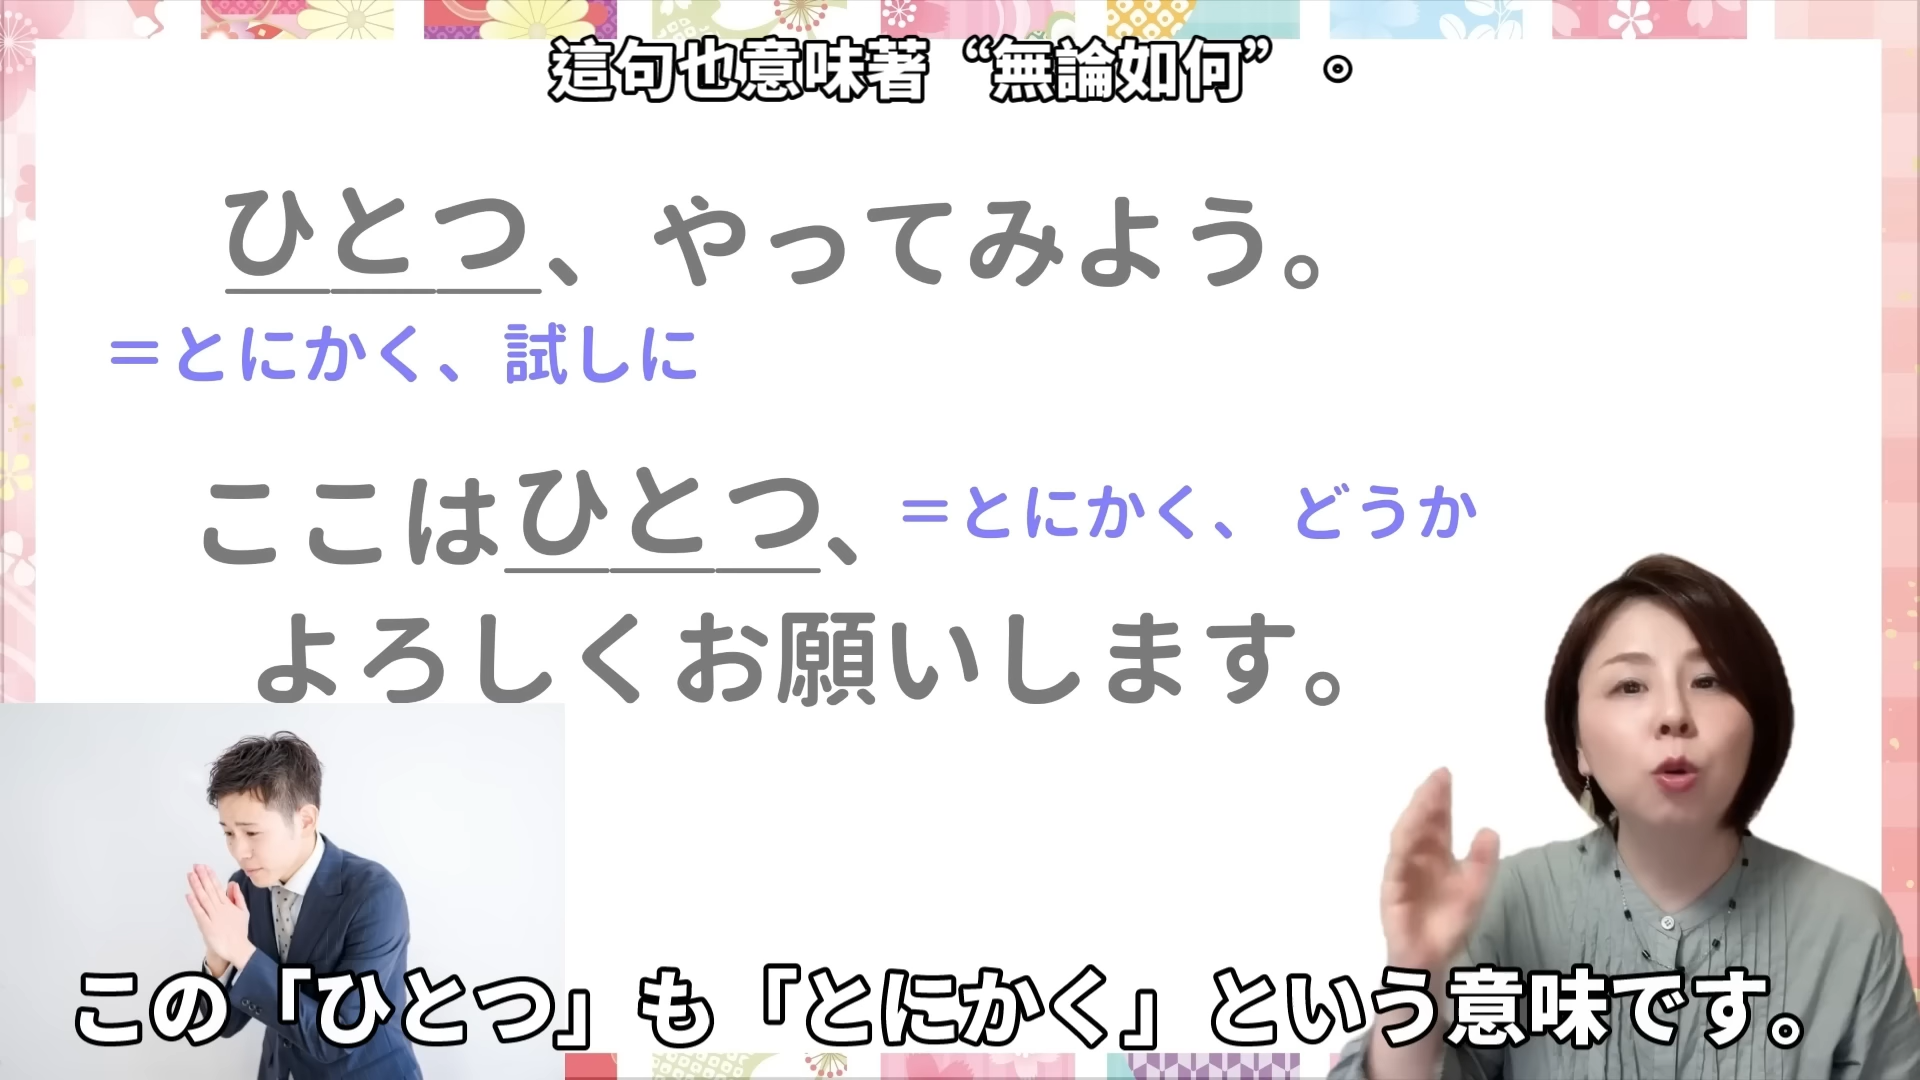 這句也意味著“無論如何”。
ひとつ、やってみよう。
＝とにかく、試しに
ここはひとつ、
＝とにかく、どうか
よろしくお願いします。
この「ひとつ」も「とにかく」という意味です。